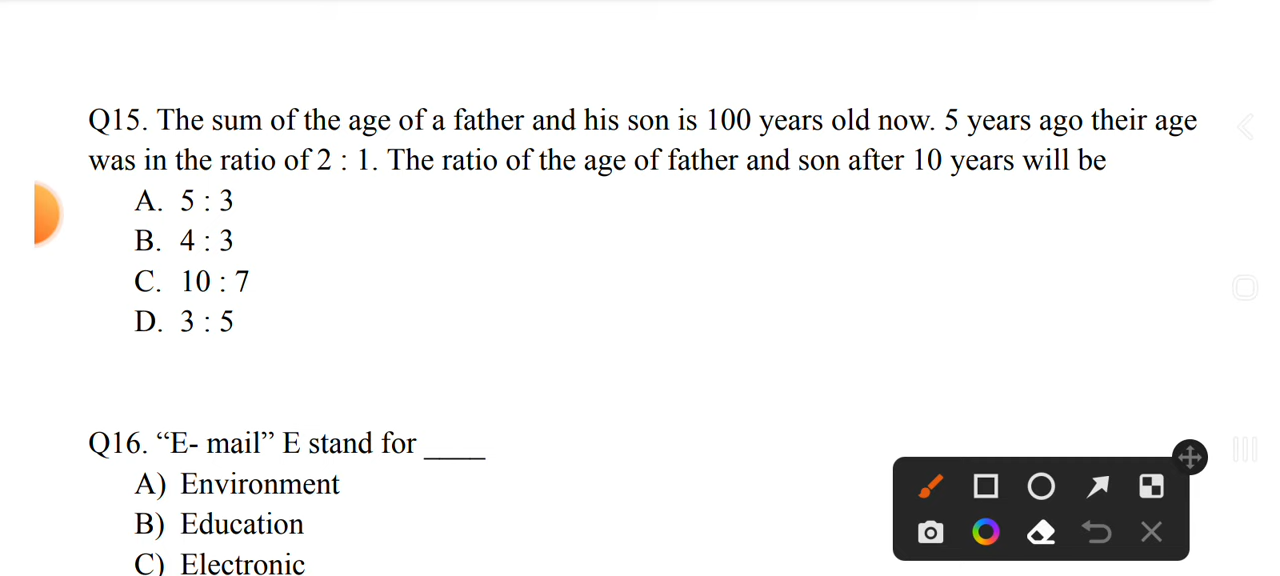 Q15. The sum of the age of a father and his son is 100 years old now. 5 years ago their age
was in the ratio of 2 : 1. The ratio of the age of father and son after 10 years will be
A. 5 : 3
B. 4 : 3
C. 10 : 7
D. 3 : 5
Q16. “E- mail” E stand for ____
A) Environment
B) Education
C) Electronic